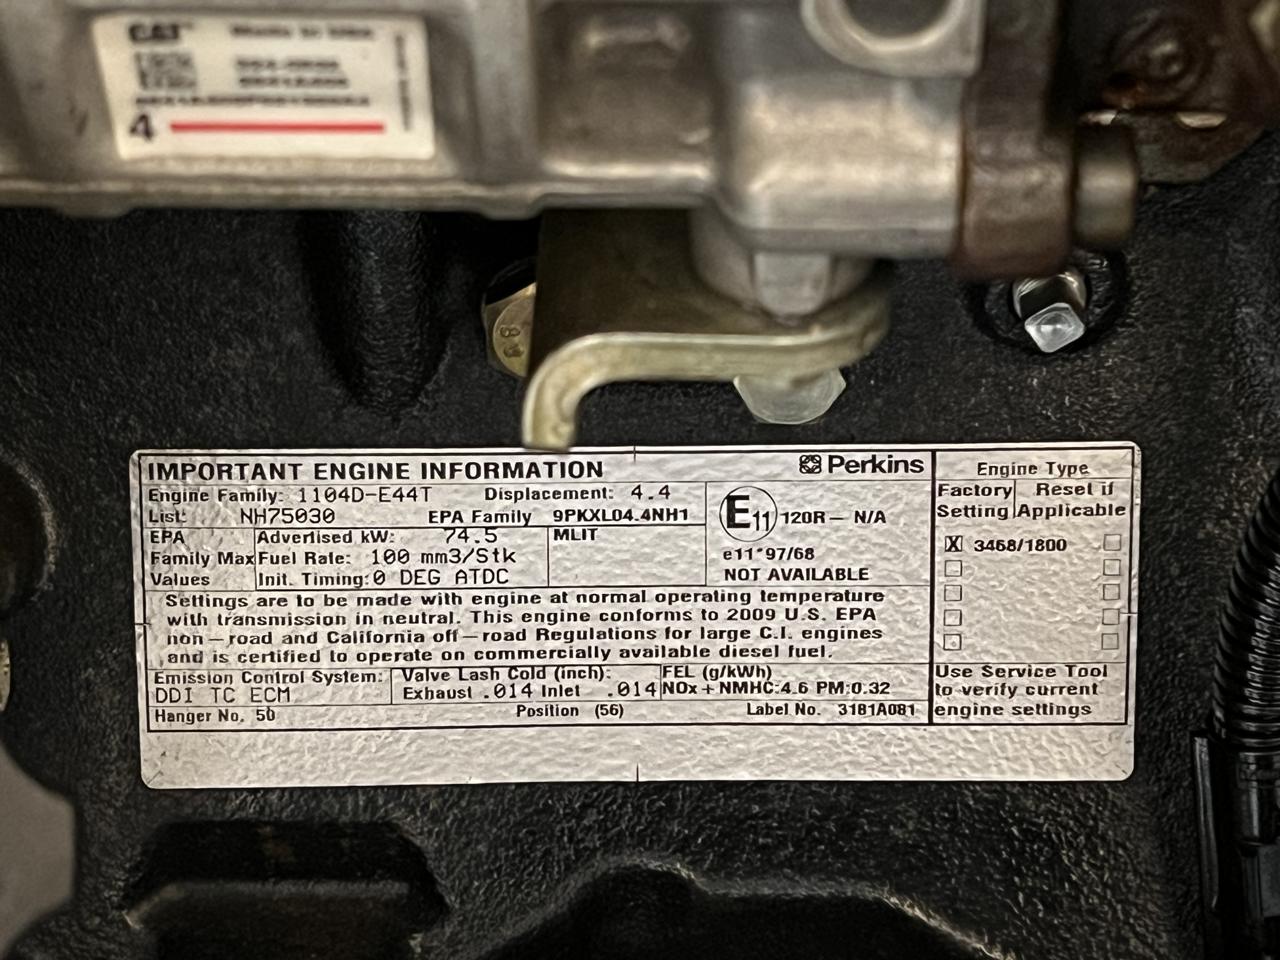 CAT
4
IMPORTANT ENGINE INFORMATION
Perkins
Engine Family: 1104D-E44T Displacement: 4.4
List: NH75030 EPA Family 9PKXL04.4NH1
EPA Advertised kW: 74.5 MLIT
Family Max Fuel Rate: 100 mm3/Stk
Values Init. Timing: 0 DEG ATDC
E11 120R - N/A
e11*97/68
NOT AVAILABLE
Settings are to be made with engine at normal operating temperature
with transmission in neutral. This engine conforms to 2009 U.S. EPA
non-road and California off-road Regulations for large C.I. engines
and is certified to operate on commercially available diesel fuel.
Emission Control System:
DDI TC ECM
Valve Lash Cold (inch):
Exhaust .014 Inlet .014
FEL (g/kWh)
NOx + NMHC:4.6 PM:0.32
Hanger No. 56 Position (56) Label No. 3181A081
Engine Type
Factory Setting
Reset if Applicable
X 3468/1800
Use Service Tool
to verify current
engine settings